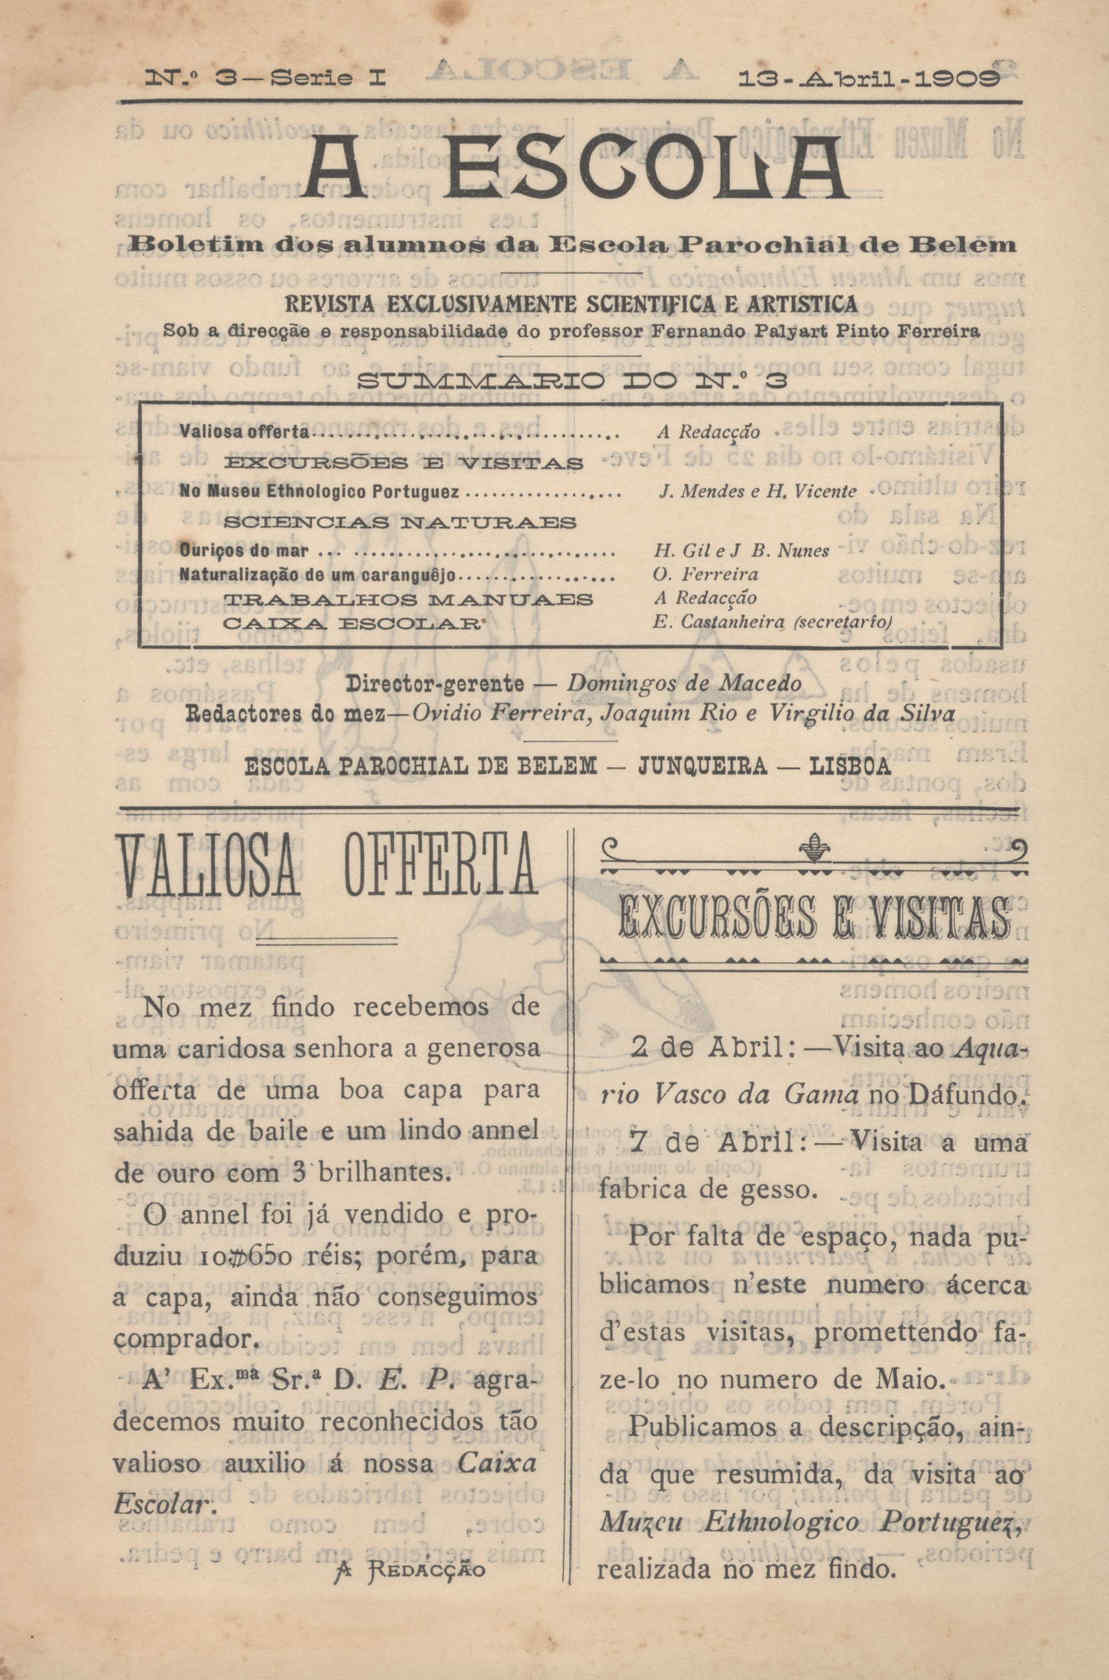 N.º 3—Serie I
13-Abril-1909
A ESCOLA
Boletim dos alumnos da Escola Parochial de Belem
REVISTA EXCLUSIVAMENTE SCIENTIFICA E ARTISTICA
Sob a direcção e responsabilidade do professor Fernando Palyart Pinto Ferreira
SUMMARIO DO N.º 3
Valiosa offerta.................................... A Redacção
EXCURSÕES E VISITAS
No Museu Ethnologico Portuguez .................. J. Mendes e H. Vicente
SCIENCIAS NATURAES
Ouriços do mar ... .............................. H. Gil e J B. Nunes
Naturalização de um caranguêjo.................. O. Ferreira
TRABALHOS MANUAES A Redacção
CAIXA ESCOLAR E. Castanheira (secretario)
Director-gerente — Domingos de Macedo
Redactores do mez—Ovidio Ferreira, Joaquim Rio e Virgilio da Silva
ESCOLA PAROCHIAL DE BELEM — JUNQUEIRA — LISBOA
VALIOSA OFFERTA
No mez findo recebemos de
uma caridosa senhora a generosa
offerta de uma boa capa para
sahida de baile e um lindo annel
de ouro com 3 brilhantes.
O annel foi já vendido e pro-
duziu 10$650 réis; porém, para
a capa, ainda não conseguimos
comprador.
A' Ex.ma Sr.a D. E. P. agra-
decemos muito reconhecidos tão
valioso auxilio á nossa Caixa
Escolar.
A REDACÇÃO
EXCURSÕES E VISITAS
2 de Abril: —Visita ao Aqua-
rio Vasco da Gama no Dáfundo.
7 de Abril: — Visita a uma
fabrica de gesso.
Por falta de espaço, nada pu-
blicamos n'este numero ácerca
d'estas visitas, promettendo fa-
ze-lo no numero de Maio.
Publicamos a descripção, ain-
da que resumida, da visita ao
Muzeu Ethnologico Portuguez,
realizada no mez findo.